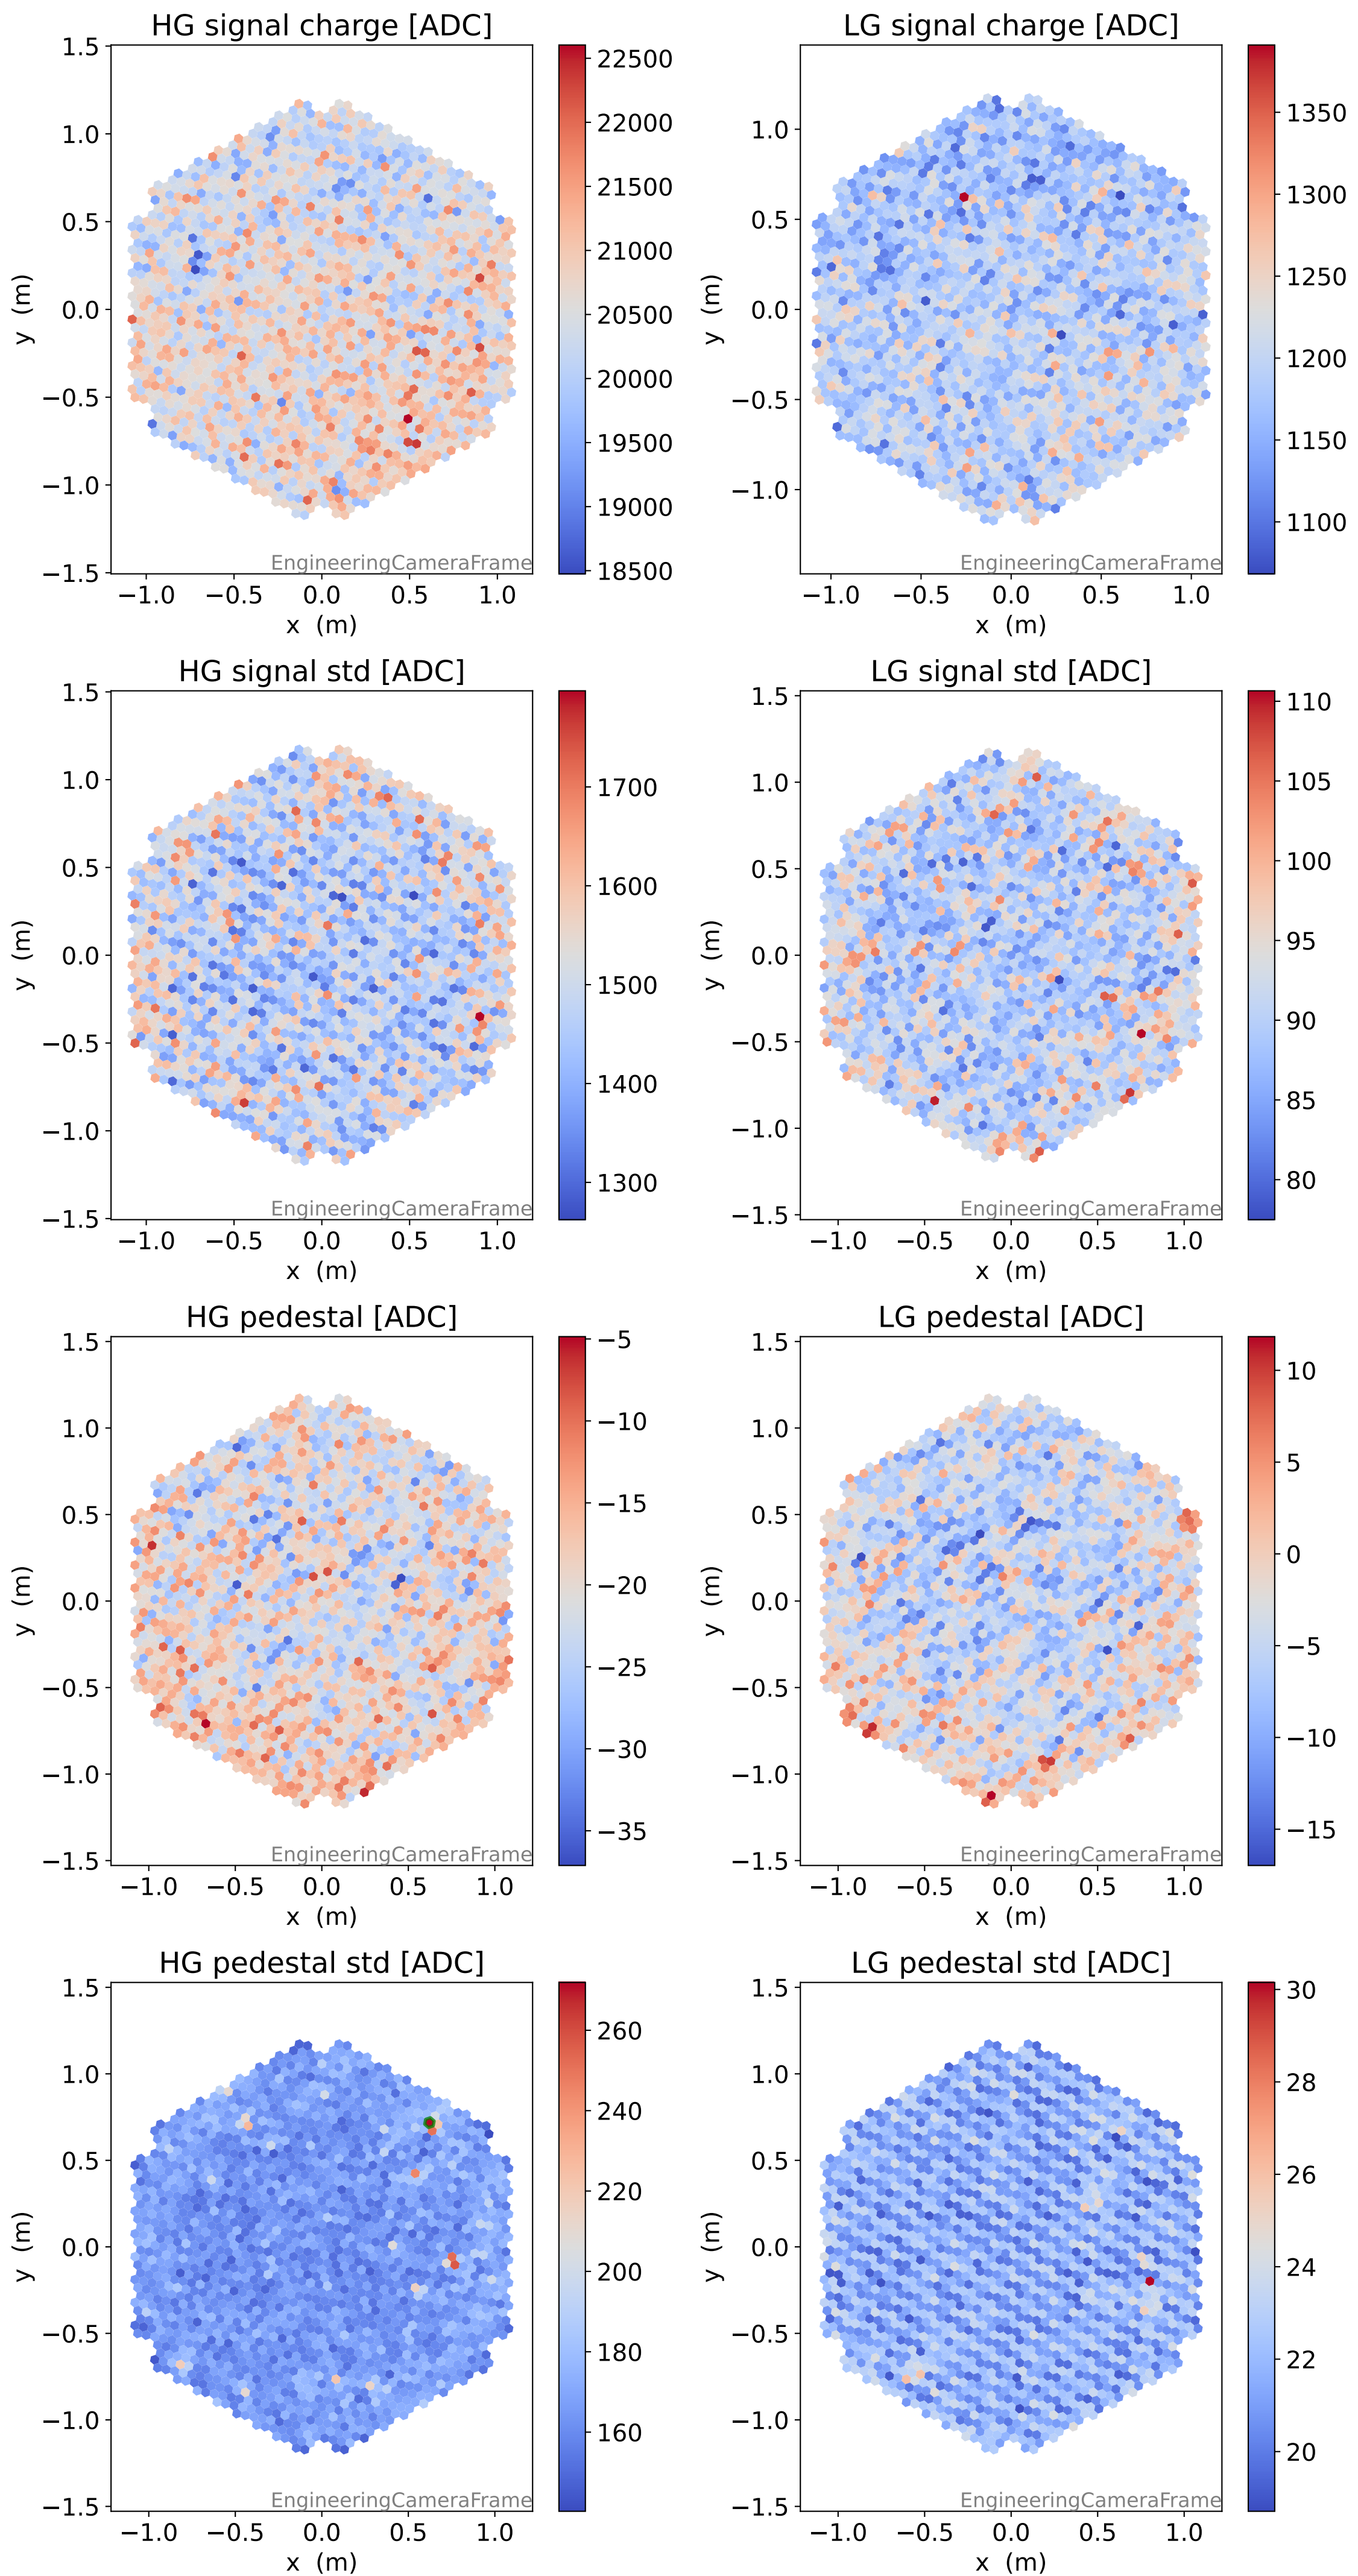 HG signal charge [ADC]
1.5
1.0
0.5
0.0
−0.5
−1.0
−1.5
y (m)
−1.0 −0.5 0.0 0.5 1.0
x (m)
EngineeringCameraFrame
22500
22000
21500
21000
20500
20000
19500
19000
18500
LG signal charge [ADC]
1.0
0.5
0.0
−0.5
−1.0
y (m)
−1.0 −0.5 0.0 0.5 1.0
x (m)
EngineeringCameraFrame
1350
1300
1250
1200
1150
1100
HG signal std [ADC]
1.5
1.0
0.5
0.0
−0.5
−1.0
−1.5
y (m)
−1.0 −0.5 0.0 0.5 1.0
x (m)
EngineeringCameraFrame
1700
1600
1500
1400
1300
LG signal std [ADC]
1.5
1.0
0.5
0.0
−0.5
−1.0
−1.5
y (m)
−1.0 −0.5 0.0 0.5 1.0
x (m)
EngineeringCameraFrame
110
105
100
95
90
85
80
HG pedestal [ADC]
1.5
1.0
0.5
0.0
−0.5
−1.0
−1.5
y (m)
−1.0 −0.5 0.0 0.5 1.0
x (m)
EngineeringCameraFrame
−5
−10
−15
−20
−25
−30
−35
LG pedestal [ADC]
1.5
1.0
0.5
0.0
−0.5
−1.0
−1.5
y (m)
−1.0 −0.5 0.0 0.5 1.0
x (m)
EngineeringCameraFrame
10
5
0
−5
−10
−15
HG pedestal std [ADC]
1.5
1.0
0.5
0.0
−0.5
−1.0
−1.5
y (m)
−1.0 −0.5 0.0 0.5 1.0
x (m)
EngineeringCameraFrame
260
240
220
200
180
160
LG pedestal std [ADC]
1.5
1.0
0.5
0.0
−0.5
−1.0
−1.5
y (m)
−1.0 −0.5 0.0 0.5 1.0
x (m)
EngineeringCameraFrame
30
28
26
24
22
20